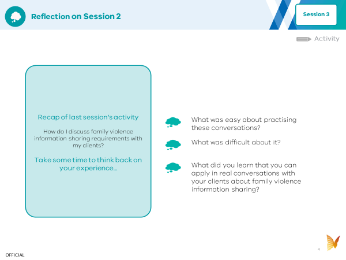 Reflection on Session 2
Session 3
Activity
Recap of last session's activity
How do I discuss family violence
information sharing requirements with
my clients?
Take some time to think back on
your experience...
What was easy about practising
these conversations?
What was difficult about it?
What did you learn that you can
apply in real conversations with
your clients about family violence
information sharing?
OFFICIAL